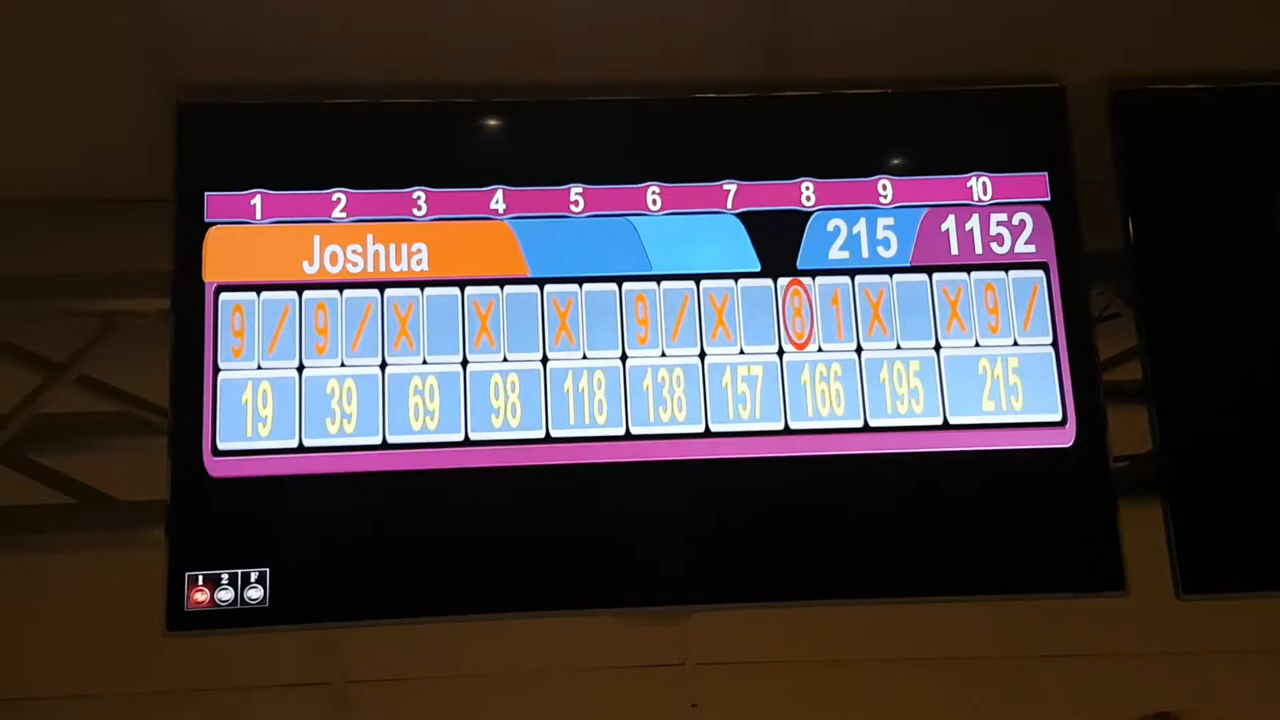 1 2 3 4 5 6 7 8 9 10
Joshua 215 1152
9 / 9 / X X X 9 / X 8 1 X X 9 /
19 39 69 98 118 138 157 166 195 215
1 2 F